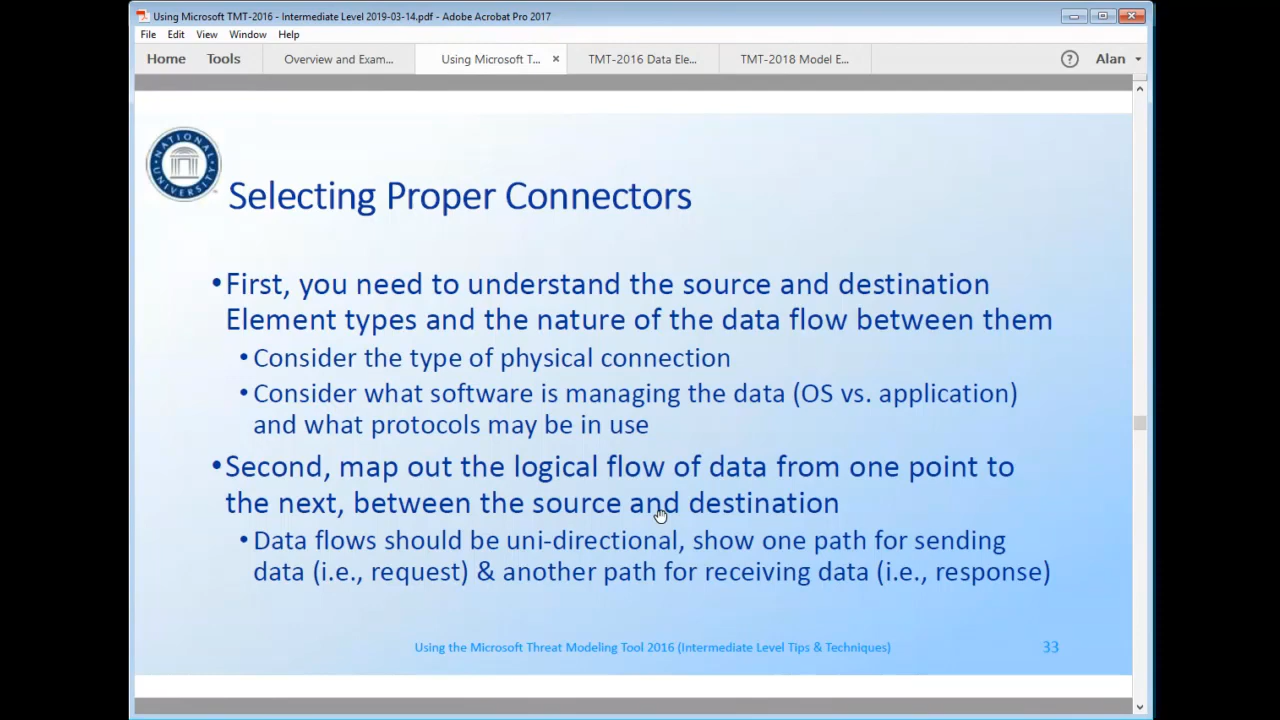 Using Microsoft TMT-2016 - Intermediate Level 2019-03-14.pdf - Adobe Acrobat Pro 2017
File Edit View Window Help
Home Tools Overview and Exam... Using Microsoft T... × TMT-2016 Data Ele... TMT-2018 Model E... ? Alan
NATIONAL UNIVERSITY
Selecting Proper Connectors
•First, you need to understand the source and destination
Element types and the nature of the data flow between them
•Consider the type of physical connection
•Consider what software is managing the data (OS vs. application)
and what protocols may be in use
•Second, map out the logical flow of data from one point to
the next, between the source and destination
•Data flows should be uni-directional, show one path for sending
data (i.e., request) & another path for receiving data (i.e., response)
Using the Microsoft Threat Modeling Tool 2016 (Intermediate Level Tips & Techniques) 33